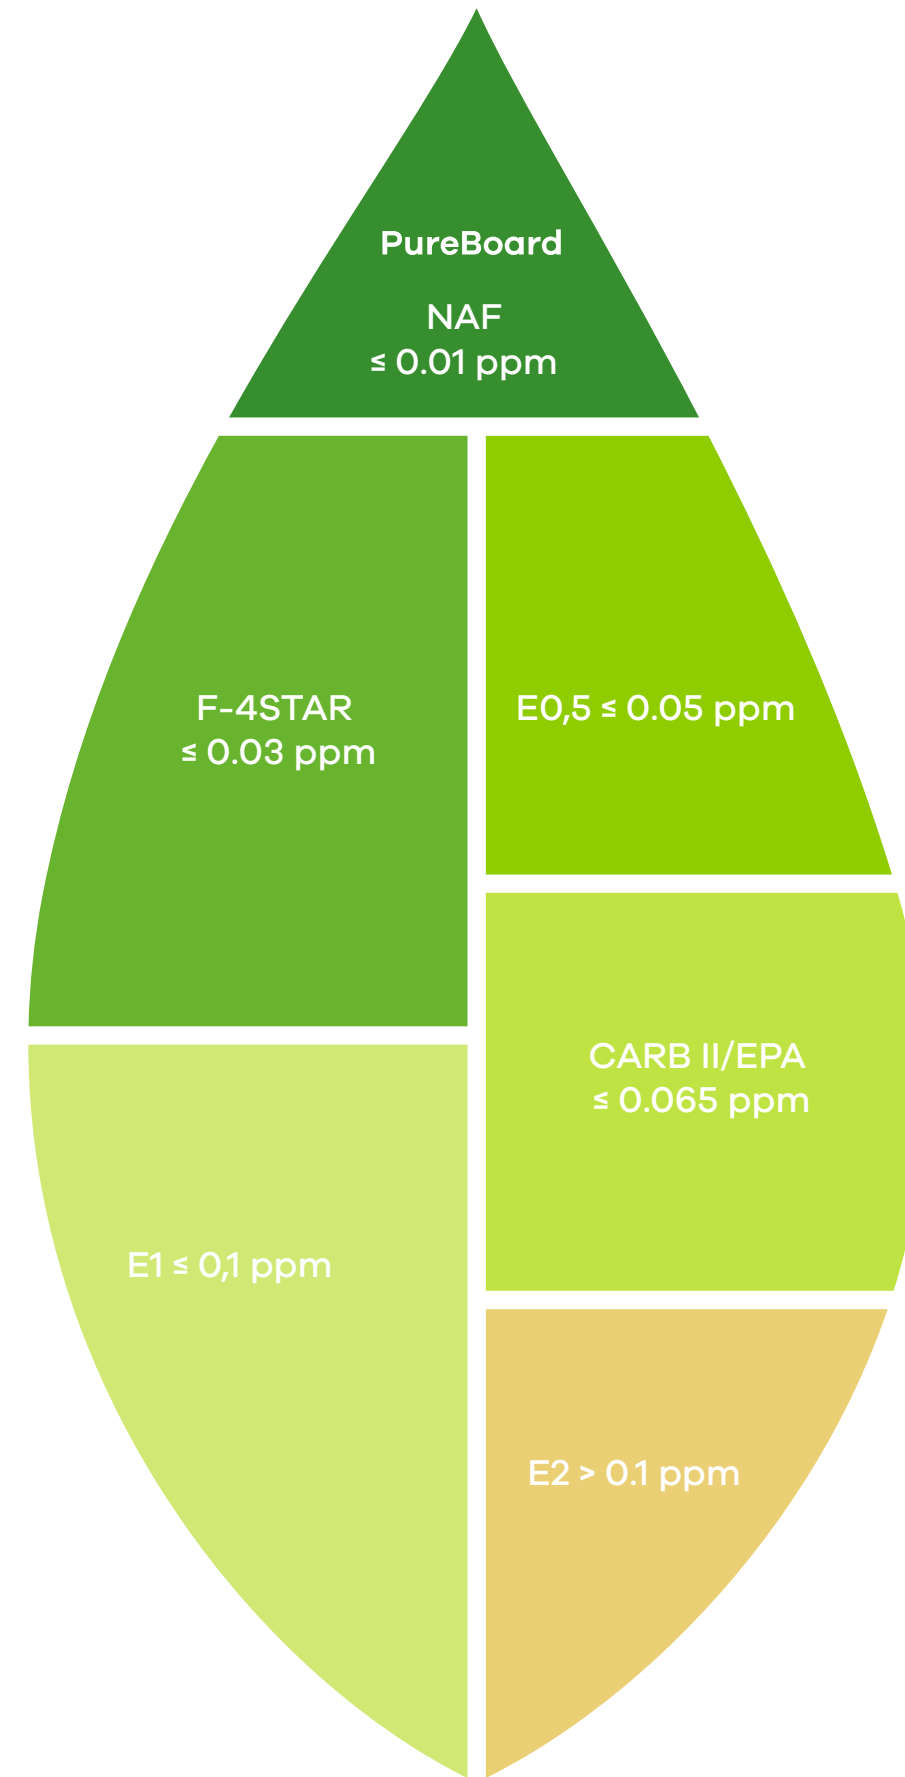 PureBoard
NAF
≤ 0.01 ppm
F-4STAR
≤ 0.03 ppm
E0,5 ≤ 0.05 ppm
CARB II/EPA
≤ 0.065 ppm
E1 ≤ 0,1 ppm
E2 > 0.1 ppm